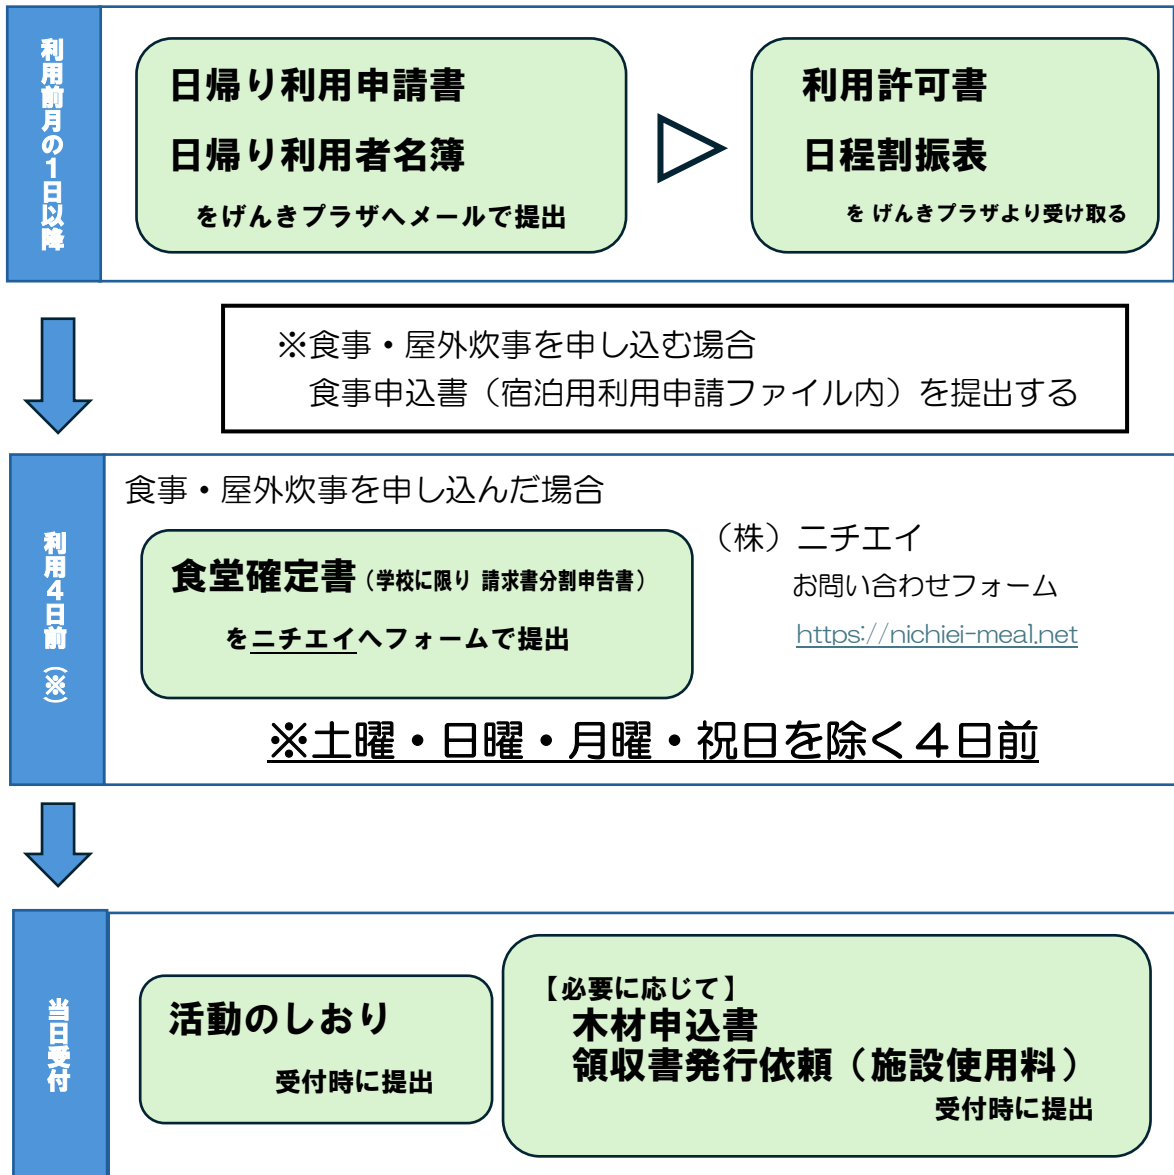 利用前月の1日以降
日帰り利用申請書
日帰り利用者名簿
をげんきプラザへメールで提出
利用許可書
日程割振表
を げんきプラザより受け取る
※食事・屋外炊事を申し込む場合
食事申込書（宿泊用利用申請ファイル内）を提出する
利用4日前（※）
食事・屋外炊事を申し込んだ場合
食堂確定書（学校に限り 請求書分割申告書）
をニチエイへフォームで提出
（株）ニチエイ
お問い合わせフォーム
https://nichiei-meal.net
※土曜・日曜・月曜・祝日を除く４日前
当日受付
活動のしおり
受付時に提出
【必要に応じて】
木材申込書
領収書発行依頼（施設使用料）
受付時に提出